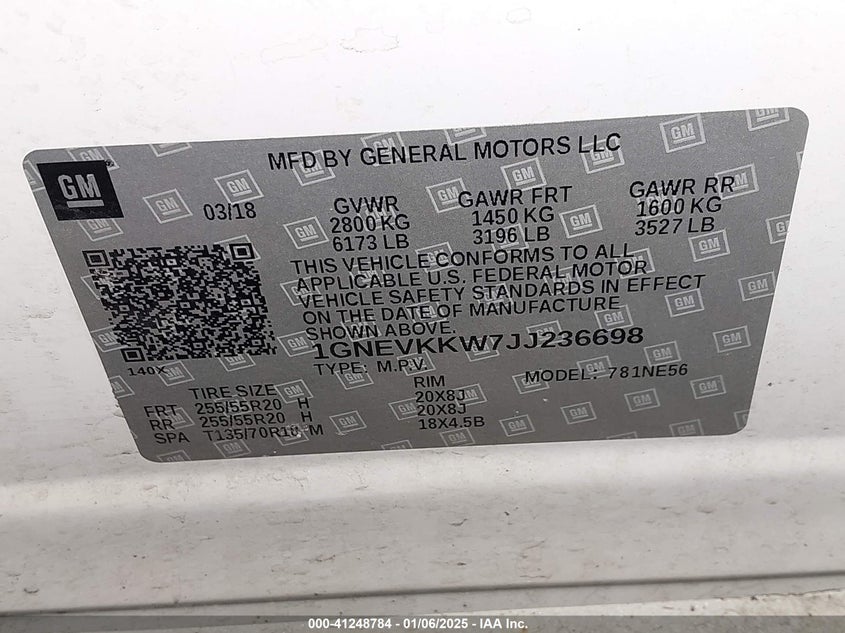 GM
MFD BY GENERAL MOTORS LLC
03/18
GVWR
2800 KG
6173 LB
GAWR FRT
1450 KG
3196 LB
GAWR RR
1600 KG
3527 LB
THIS VEHICLE CONFORMS TO ALL
APPLICABLE U.S. FEDERAL MOTOR
VEHICLE SAFETY STANDARDS IN EFFECT
ON THE DATE OF MANUFACTURE
SHOWN ABOVE.
1GNEVKKW7JJ236698
140X
TYPE: M.P.V. MODEL: 781NE56
TIRE SIZE RIM
FRT 255/55R20 H 20X8J
RR 255/55R20 H 20X8J
SPA T135/70R18 M 18X4.5B
000-41248784 - 01/06/2025 - IAA Inc.